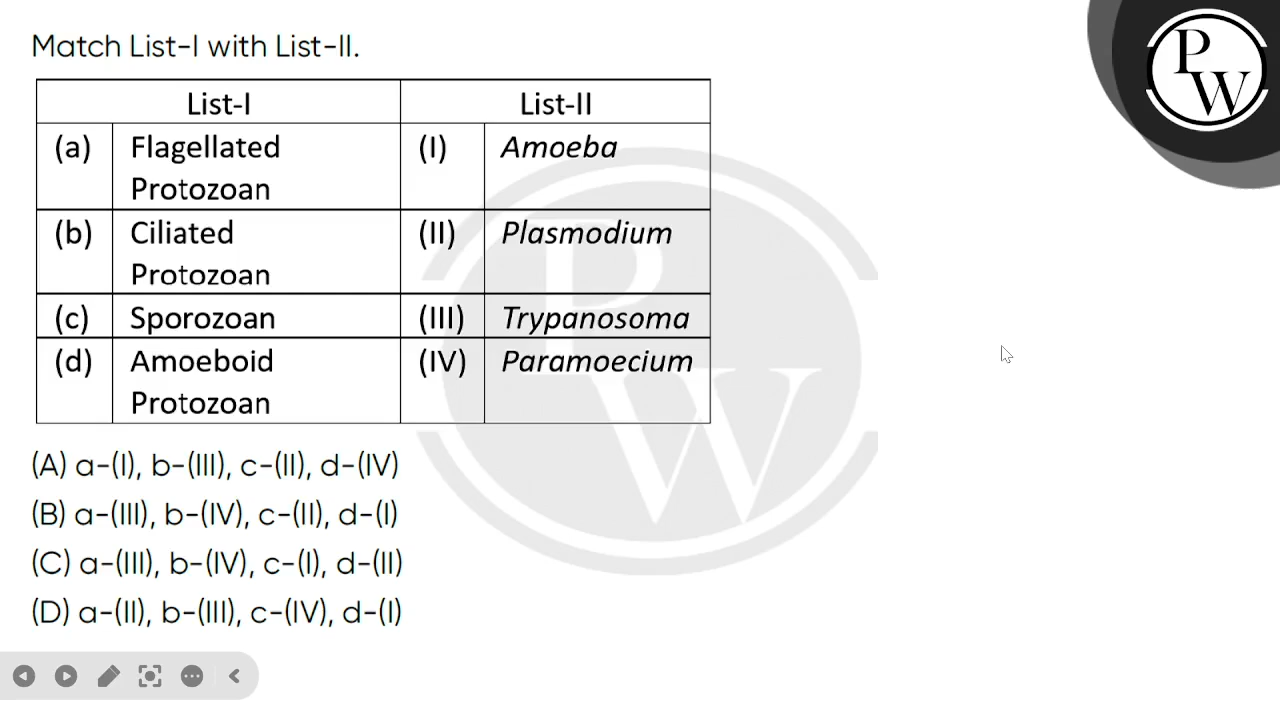 Match List-I with List-II.
List-I List-II
(a) Flagellated (I) Amoeba
Protozoan
(b) Ciliated (II) Plasmodium
Protozoan
(c) Sporozoan (III) Trypanosoma
(d) Amoeboid (IV) Paramoecium
Protozoan
(A) a-(I), b-(III), c-(II), d-(IV)
(B) a-(III), b-(IV), c-(II), d-(I)
(C) a-(III), b-(IV), c-(I), d-(II)
(D) a-(II), b-(III), c-(IV), d-(I)
P
W